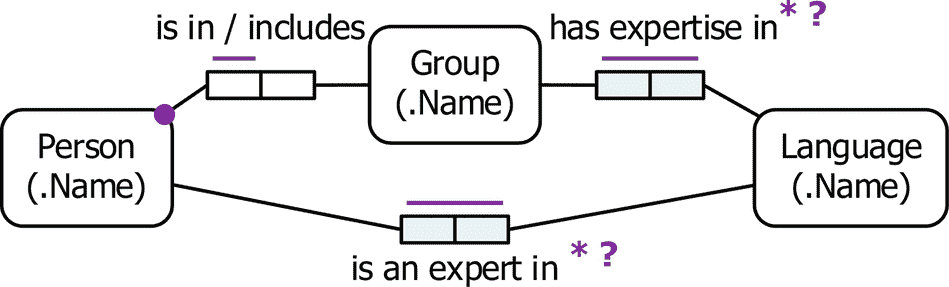 is in / includes
has expertise in * ?
Group
(.Name)
Person
(.Name)
Language
(.Name)
is an expert in * ?